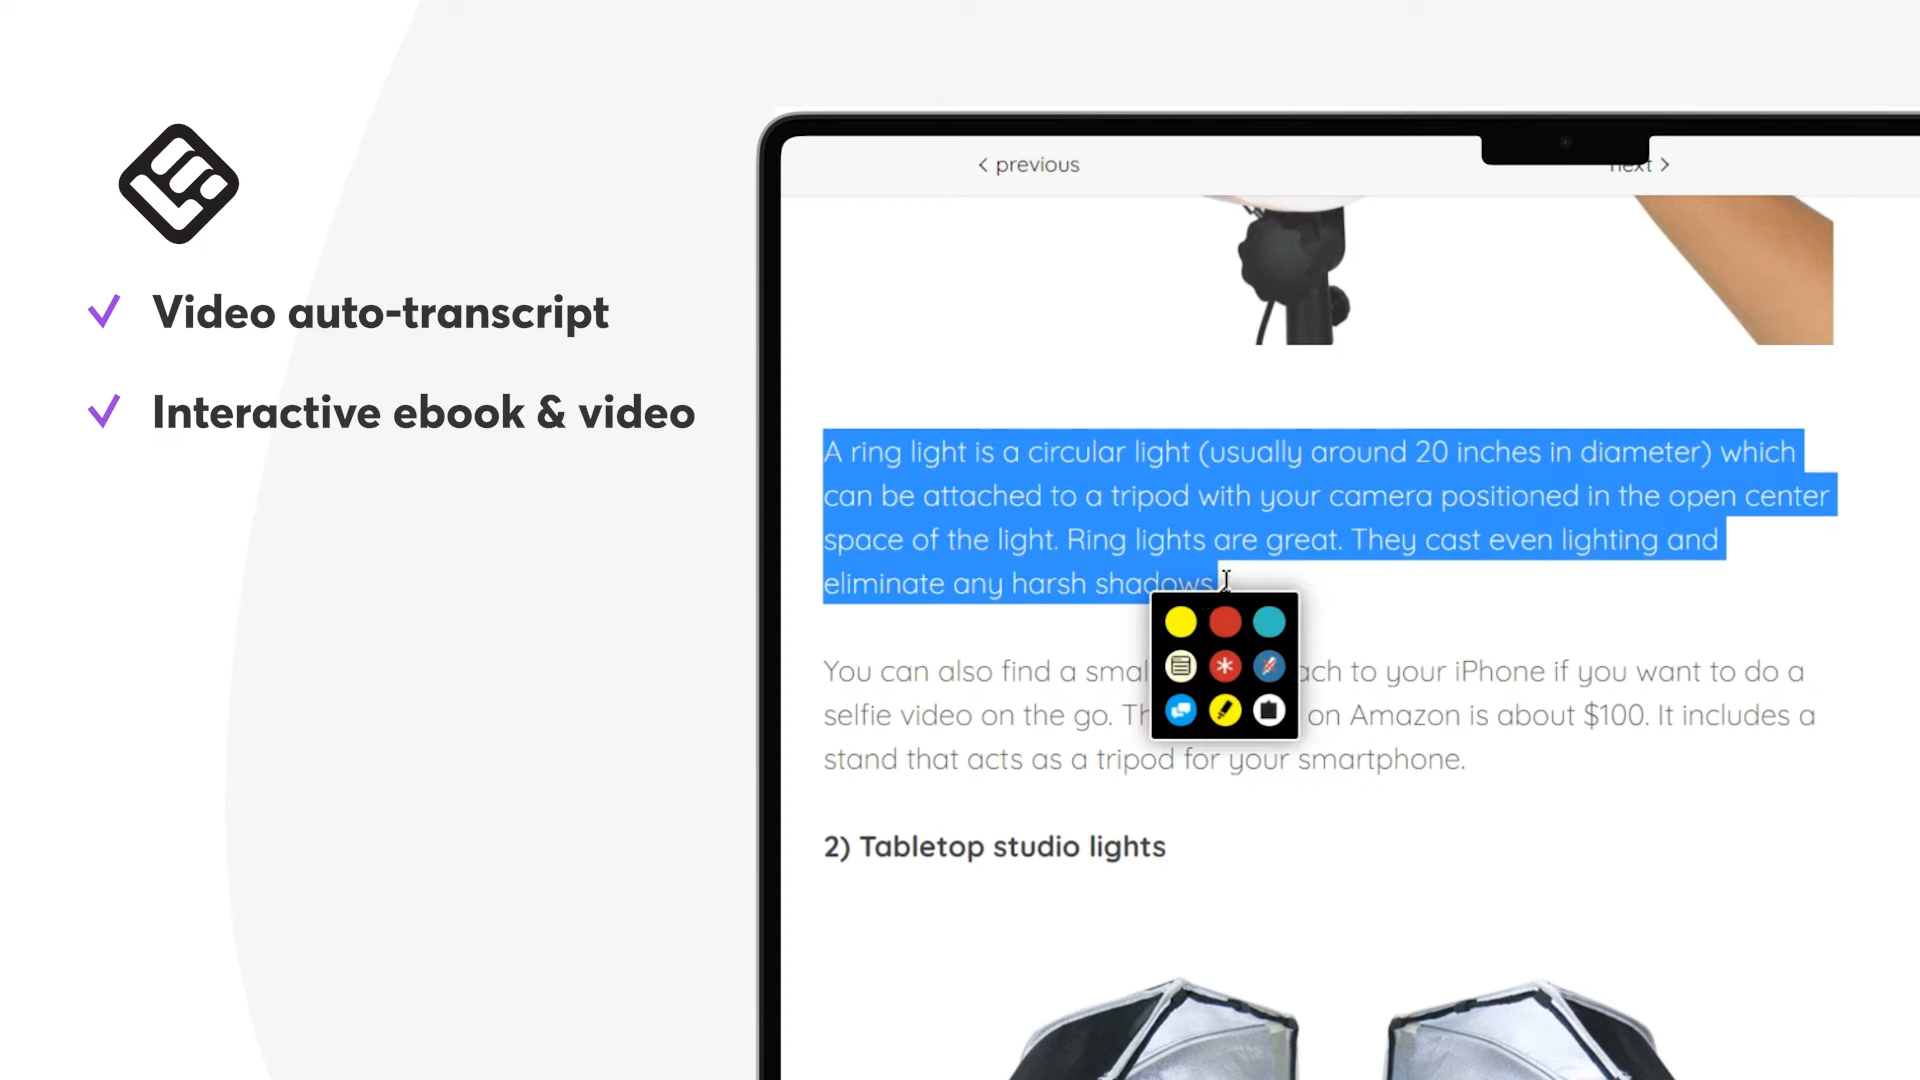 Video auto-transcript
Interactive ebook & video
previous
next
A ring light is a circular light (usually around 20 inches in diameter) which
can be attached to a tripod with your camera positioned in the open center
space of the light. Ring lights are great. They cast even lighting and
eliminate any harsh shadows.
You can also find a ach to your iPhone if you want to do a
selfie video on the go. on Amazon is about $100. It includes a
stand that acts as a tripod for your smartphone.
2) Tabletop studio lights